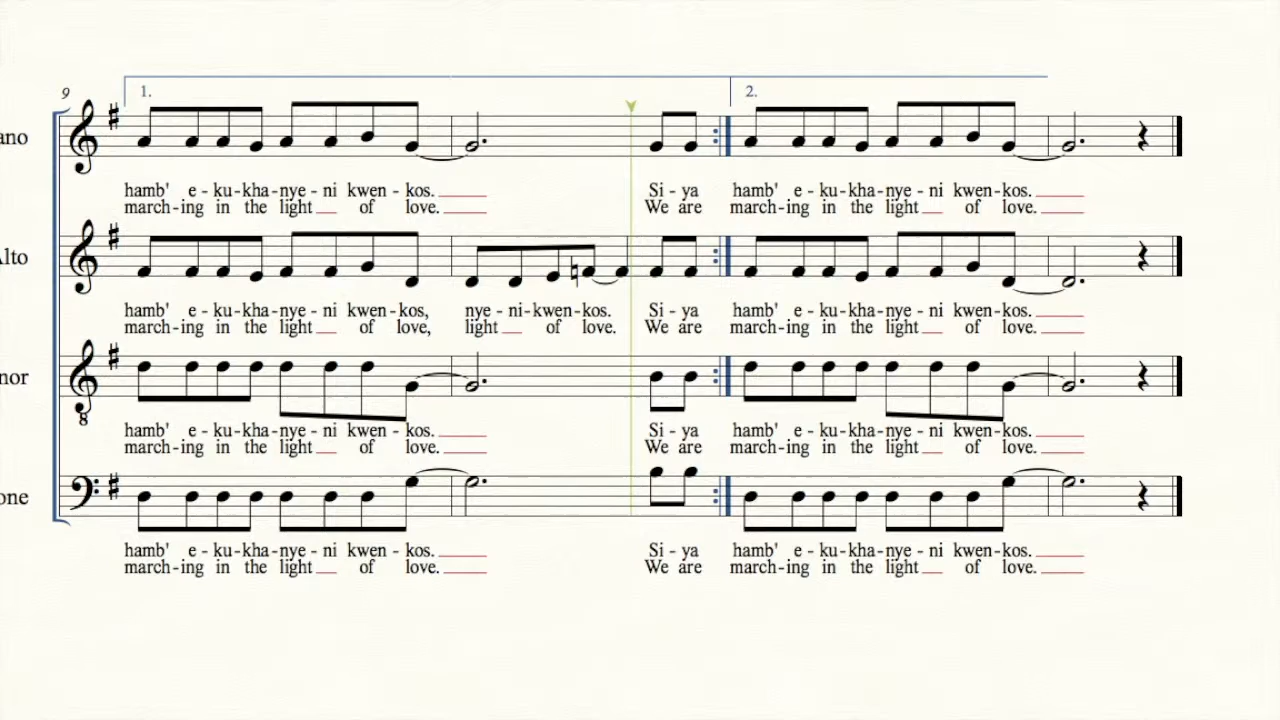 1. 2.
9
ano
hamb' e - ku - kha - nye - ni kwen - kos. Si - ya hamb' e - ku - kha - nye - ni kwen - kos.
march - ing in the light of love. We are march - ing in the light of love.
Alto
hamb' e - ku - kha - nye - ni kwen - kos, nye - ni - kwen - kos. Si - ya hamb' e - ku - kha - nye - ni kwen - kos.
march - ing in the light of love, light of love. We are march - ing in the light of love.
nor
8
hamb' e - ku - kha - nye - ni kwen - kos. Si - ya hamb' e - ku - kha - nye - ni kwen - kos.
march - ing in the light of love. We are march - ing in the light of love.
one
hamb' e - ku - kha - nye - ni kwen - kos. Si - ya hamb' e - ku - kha - nye - ni kwen - kos.
march - ing in the light of love. We are march - ing in the light of love.